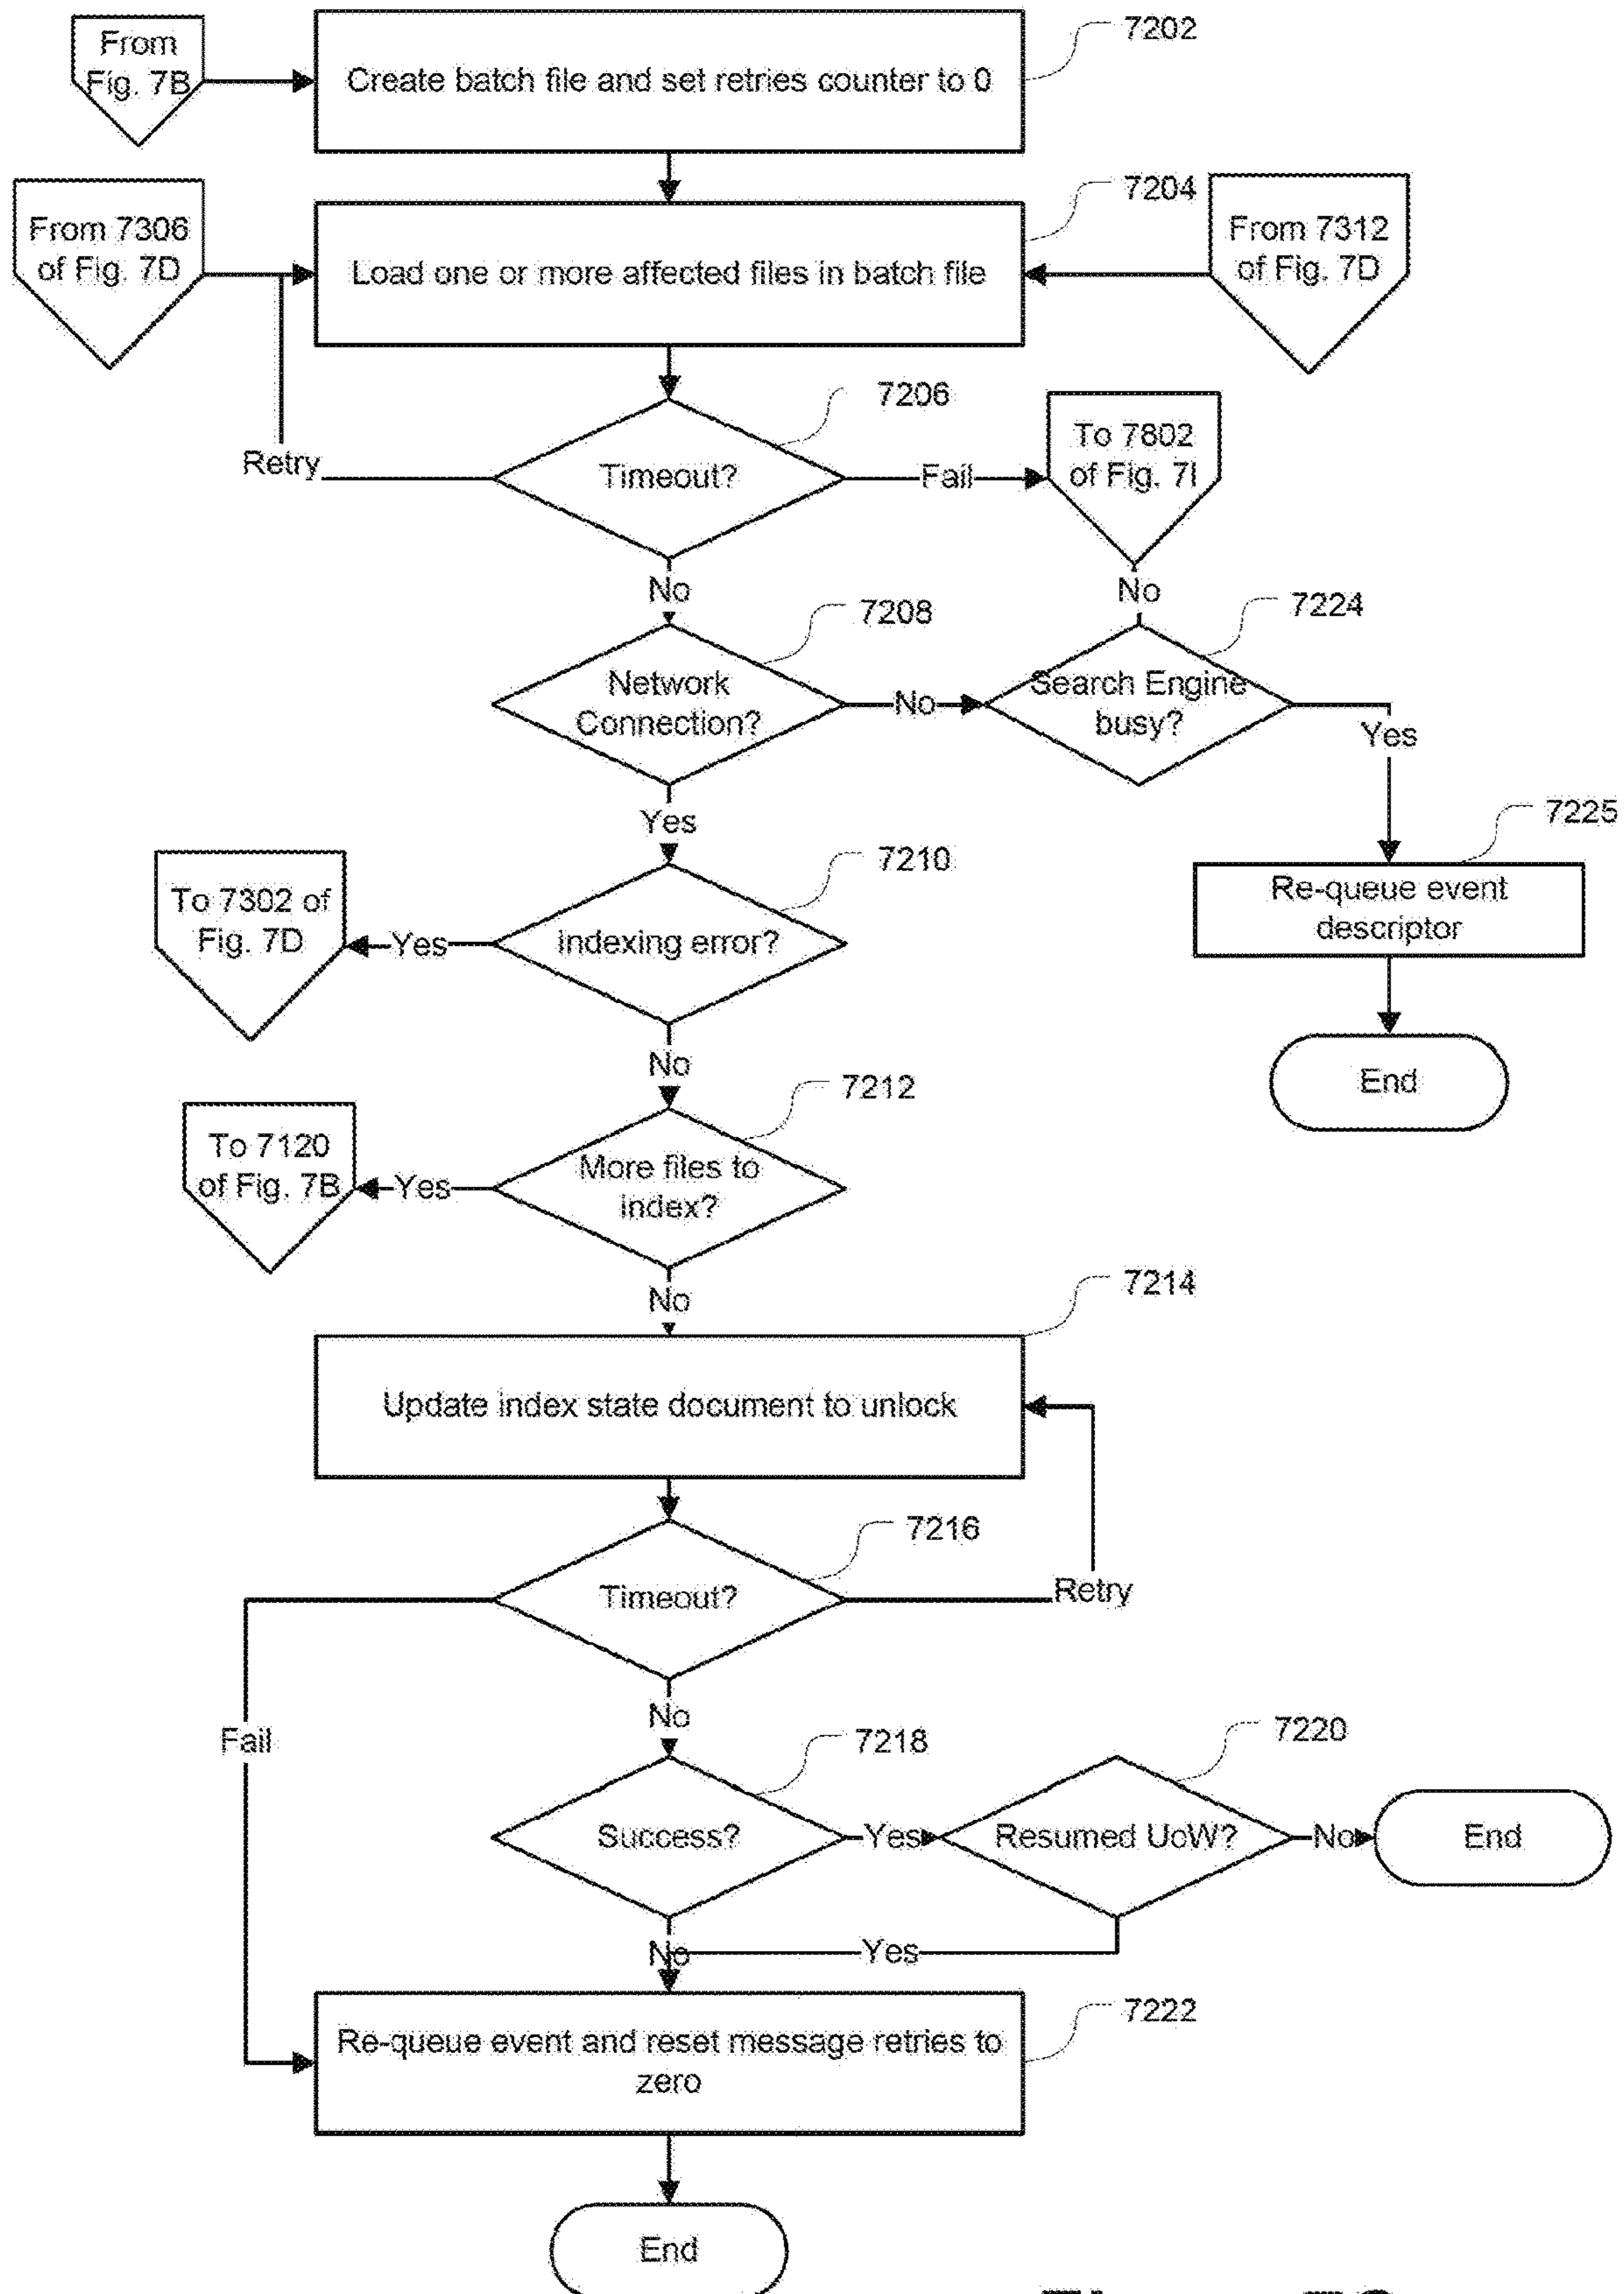 From
Fig. 7B
Create batch file and set retries counter to 0
7202
From 7306
of Fig. 7D
Load one or more affected files in batch file
7204
From 7312
of Fig. 7D
Retry
Timeout?
7206
Fail
To 7802
of Fig. 7I
No
No
Network
Connection?
7208
No
Search Engine
busy?
7224
Yes
Yes
7225
Re-queue event
descriptor
End
To 7302 of
Fig. 7D
Yes
Indexing error?
7210
No
To 7120
of Fig. 7B
Yes
More files to
index?
7212
No
7214
Update index state document to unlock
Timeout?
7216
Retry
Fail
No
Success?
7218
Yes
Resumed UoW?
7220
No
End
No
Yes
Re-queue event and reset message retries to
zero
7222
End